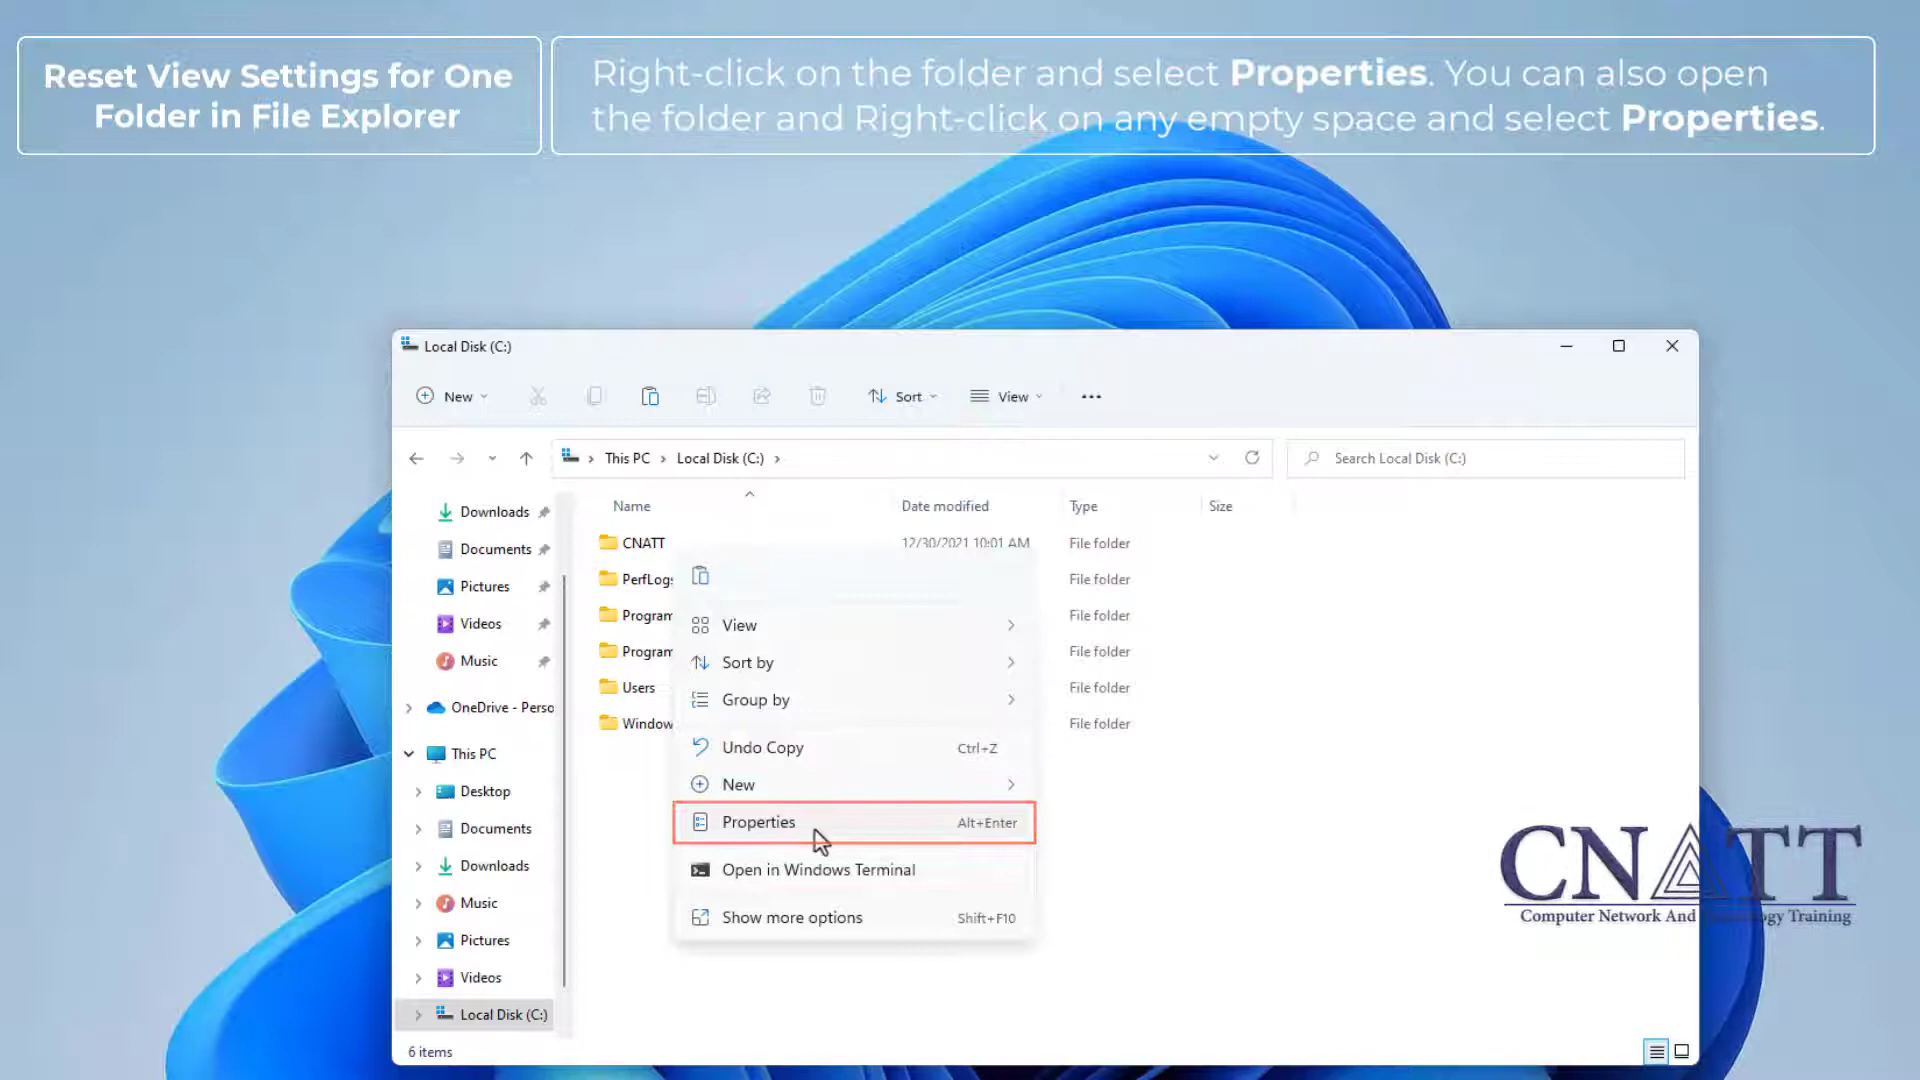 Reset View Settings for One
Folder in File Explorer
Right-click on the folder and select Properties. You can also open
the folder and Right-click on any empty space and select Properties.
Local Disk (C:)
New
Sort
View
This PC
Local Disk (C:)
Search Local Disk (C:)
Name
Date modified
Type
Size
Downloads
Documents
Pictures
Videos
Music
OneDrive - Perso
This PC
Desktop
Documents
Downloads
Music
Pictures
Videos
Local Disk (C:)
CNATT
12/30/2021 10:01 AM
File folder
PerfLogs
File folder
Program
File folder
Program
File folder
Users
File folder
Window
File folder
View
Sort by
Group by
Undo Copy
Ctrl+Z
New
Properties
Alt+Enter
Open in Windows Terminal
Show more options
Shift+F10
6 items
CNATT
Computer Network And
Training